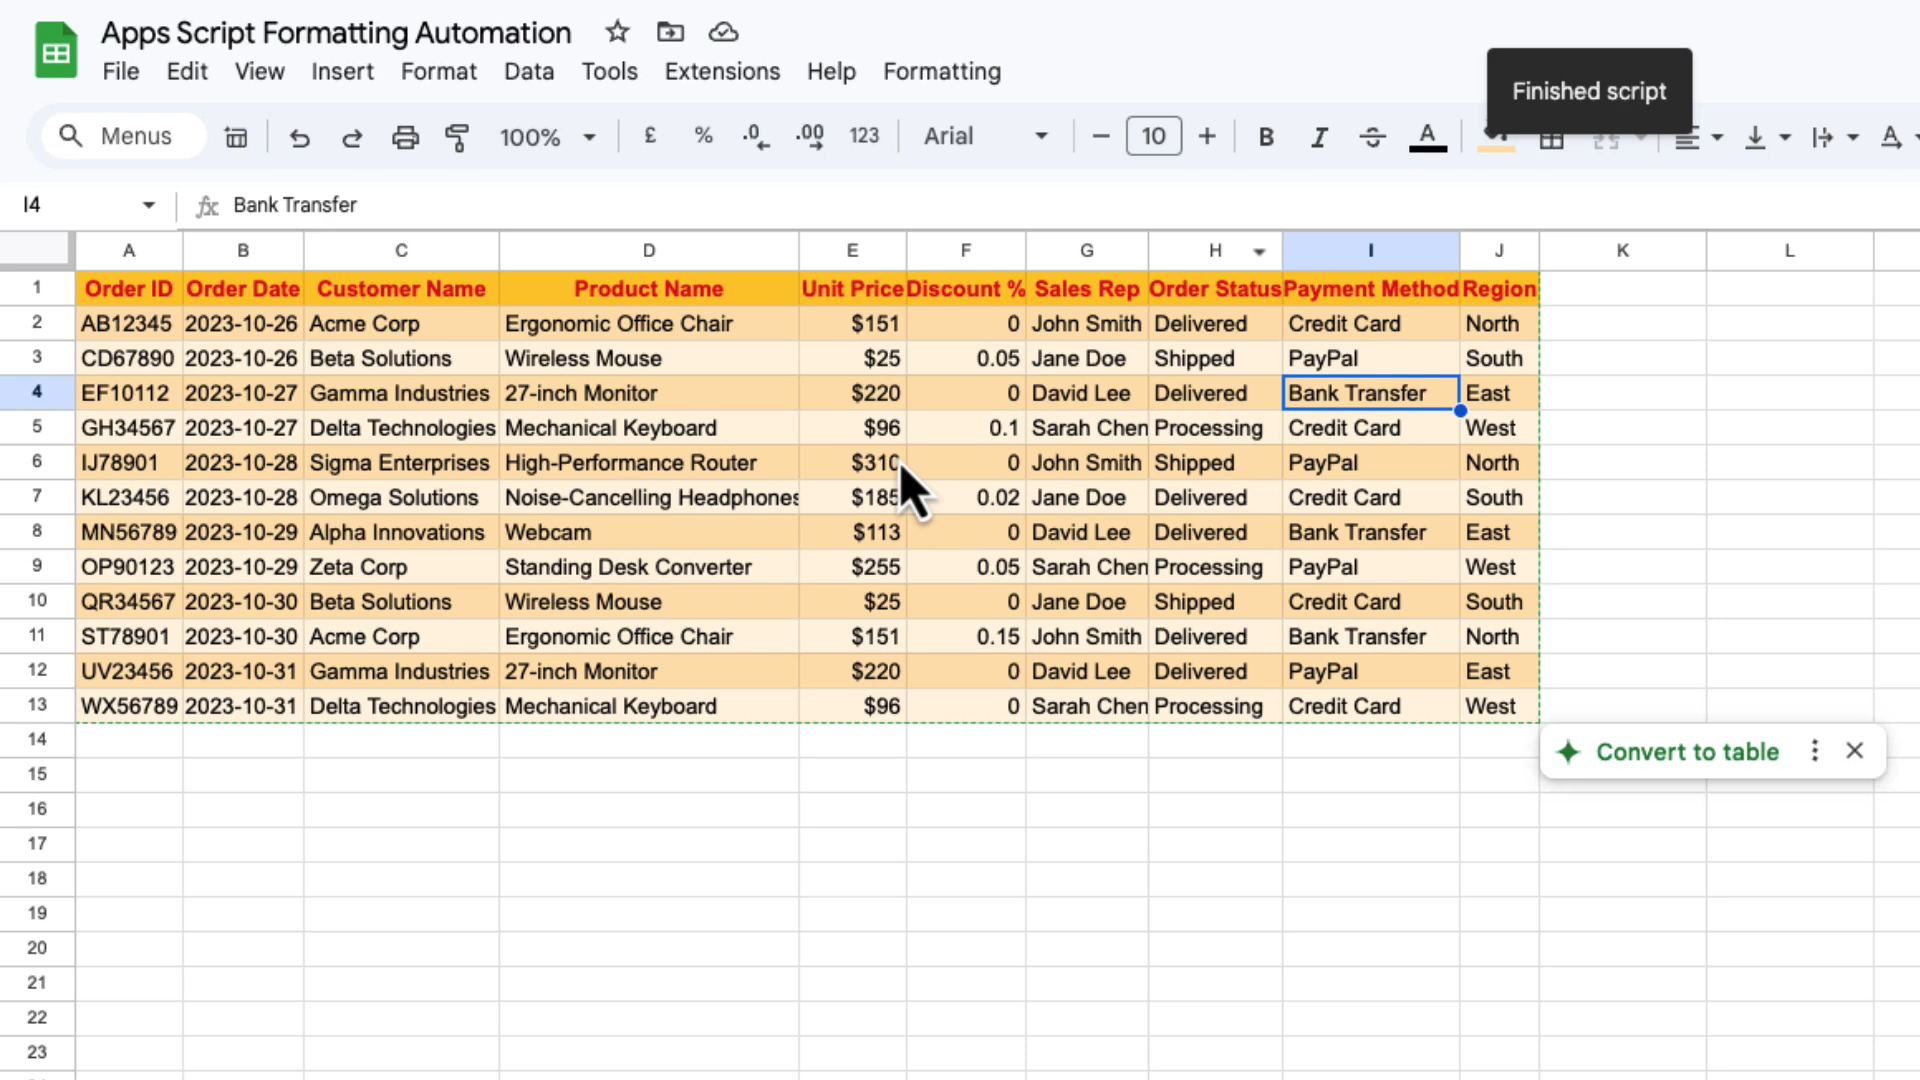 Apps Script Formatting Automation
File Edit View Insert Format Data Tools Extensions Help Formatting
Finished script
Menus 100% £ % .0 .00 123 Arial 10 B I A A
I4 fx Bank Transfer
A B C D E F G H I J K L
1 Order ID Order Date Customer Name Product Name Unit Price Discount % Sales Rep Order Status Payment Method Region
2 AB12345 2023-10-26 Acme Corp Ergonomic Office Chair $151 0 John Smith Delivered Credit Card North
3 CD67890 2023-10-26 Beta Solutions Wireless Mouse $25 0.05 Jane Doe Shipped PayPal South
4 EF10112 2023-10-27 Gamma Industries 27-inch Monitor $220 0 David Lee Delivered Bank Transfer East
5 GH34567 2023-10-27 Delta Technologies Mechanical Keyboard $96 0.1 Sarah Chen Processing Credit Card West
6 IJ78901 2023-10-28 Sigma Enterprises High-Performance Router $310 0 John Smith Shipped PayPal North
7 KL23456 2023-10-28 Omega Solutions Noise-Cancelling Headphones $185 0.02 Jane Doe Delivered Credit Card South
8 MN56789 2023-10-29 Alpha Innovations Webcam $113 0 David Lee Delivered Bank Transfer East
9 OP90123 2023-10-29 Zeta Corp Standing Desk Converter $255 0.05 Sarah Chen Processing PayPal West
10 QR34567 2023-10-30 Beta Solutions Wireless Mouse $25 0 Jane Doe Shipped Credit Card South
11 ST78901 2023-10-30 Acme Corp Ergonomic Office Chair $151 0.15 John Smith Delivered Bank Transfer North
12 UV23456 2023-10-31 Gamma Industries 27-inch Monitor $220 0 David Lee Delivered PayPal East
13 WX56789 2023-10-31 Delta Technologies Mechanical Keyboard $96 0 Sarah Chen Processing Credit Card West
14
Convert to table
15
16
17
18
19
20
21
22
23